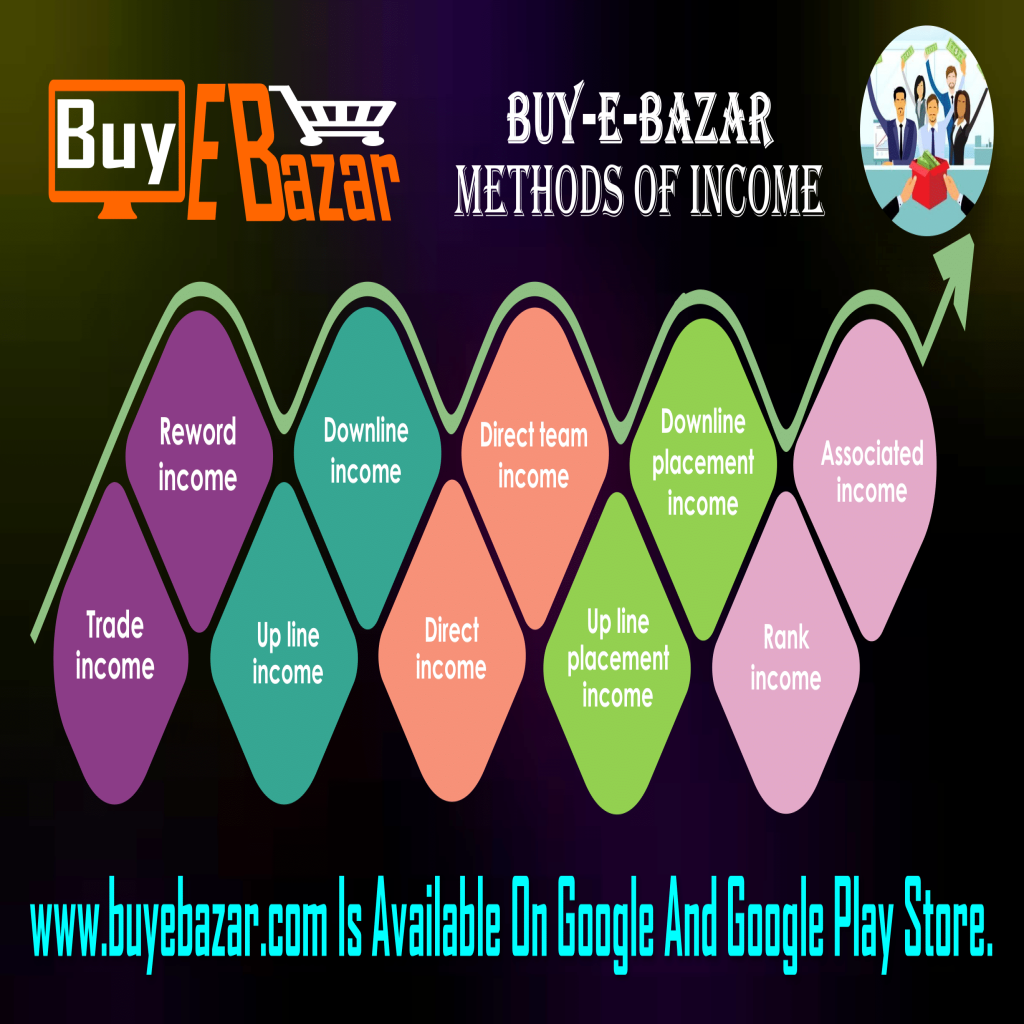 Buy E Bazar
BUY-E-BAZAR
METHODS OF INCOME
Reword
income
Downline
income
Direct team
income
Downline
placement
income
Associated
income
Trade
income
Up line
income
Direct
income
Up line
placement
income
Rank
income
www.buyebazar.com Is Available On Google And Google Play Store.